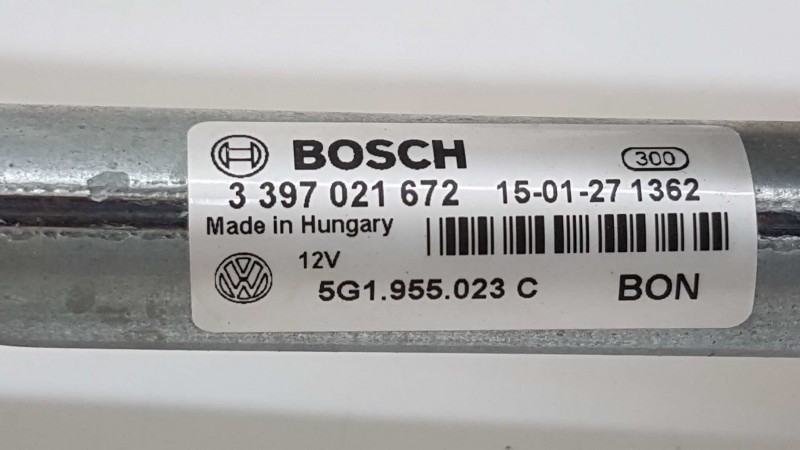 BOSCH 300
3 397 021 672 15-01-27 1362
Made in Hungary
12V
5G1.955.023 C BON